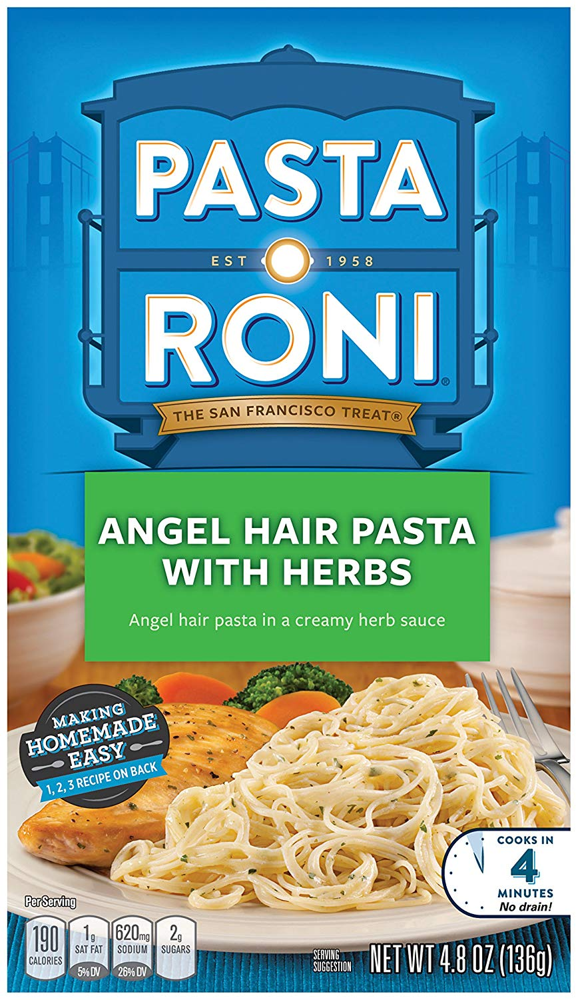 PASTA
EST 1958
RONI®
THE SAN FRANCISCO TREAT®
ANGEL HAIR PASTA
WITH HERBS
Angel hair pasta in a creamy herb sauce
MAKING
HOMEMADE
EASY
1, 2, 3 RECIPE ON BACK
COOKS IN
4
MINUTES
No drain!
Per Serving
190
CALORIES
1g
SAT FAT
5% DV
620mg
SODIUM
26% DV
2g
SUGARS
SERVING
SUGGESTION
NET WT 4.8 OZ (136g)